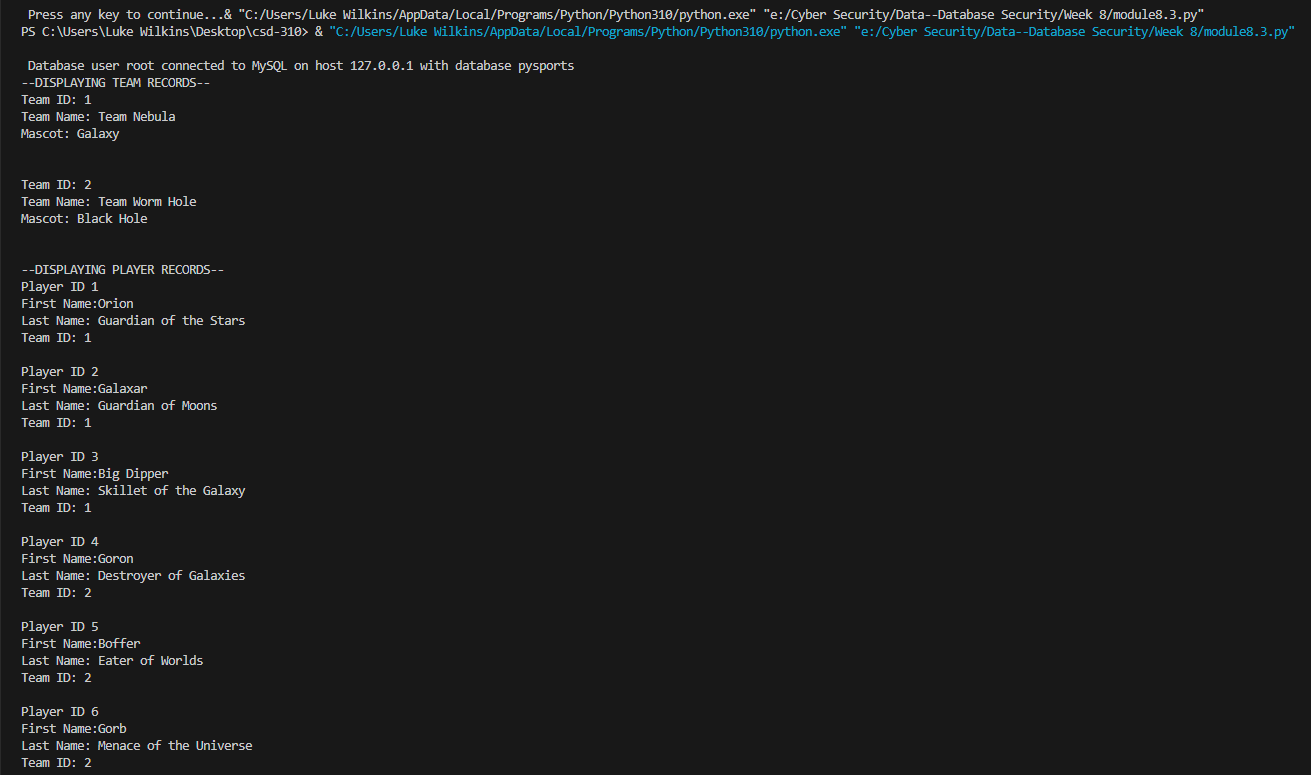 Press any key to continue...& "C:/Users/Luke Wilkins/AppData/Local/Programs/Python/Python310/python.exe" "e:/Cyber Security/Data--Database Security/Week 8/module8.3.py"
PS C:\Users\Luke Wilkins\Desktop\csd-310> & "C:/Users/Luke Wilkins/AppData/Local/Programs/Python/Python310/python.exe" "e:/Cyber Security/Data--Database Security/Week 8/module8.3.py"
Database user root connected to MySQL on host 127.0.0.1 with database pysports
--DISPLAYING TEAM RECORDS--
Team ID: 1
Team Name: Team Nebula
Mascot: Galaxy
Team ID: 2
Team Name: Team Worm Hole
Mascot: Black Hole
--DISPLAYING PLAYER RECORDS--
Player ID 1
First Name:Orion
Last Name: Guardian of the Stars
Team ID: 1
Player ID 2
First Name:Galaxar
Last Name: Guardian of Moons
Team ID: 1
Player ID 3
First Name:Big Dipper
Last Name: Skillet of the Galaxy
Team ID: 1
Player ID 4
First Name:Goron
Last Name: Destroyer of Galaxies
Team ID: 2
Player ID 5
First Name:Boffer
Last Name: Eater of Worlds
Team ID: 2
Player ID 6
First Name:Gorb
Last Name: Menace of the Universe
Team ID: 2